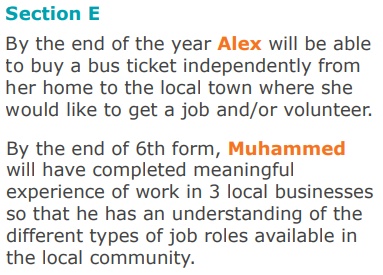 Section E
By the end of the year Alex will be able
to buy a bus ticket independently from
her home to the local town where she
would like to get a job and/or volunteer.
By the end of 6th form, Muhammed
will have completed meaningful
experience of work in 3 local businesses
so that he has an understanding of the
different types of job roles available in
the local community.